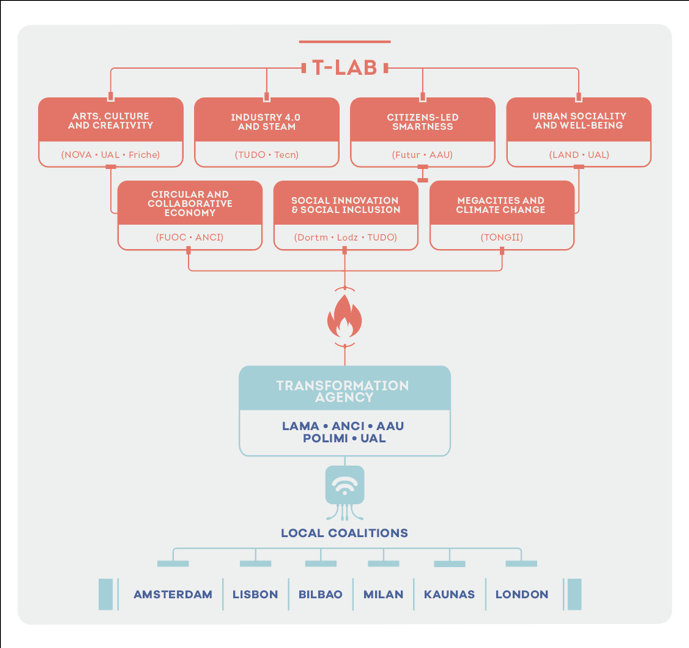 T-LAB
ARTS, CULTURE
AND CREATIVITY
(NOVA • UAL • Friche)
INDUSTRY 4.0
AND STEAM
(TUDO • Tecn)
CITIZENS-LED
SMARTNESS
(Futur • AAU)
URBAN SOCIALITY
AND WELL-BEING
(LAND • UAL)
CIRCULAR AND
COLLABORATIVE
ECONOMY
(FUOC • ANCI)
SOCIAL INNOVATION
& SOCIAL INCLUSION
(Dortm • Lodz • TUDO)
MEGACITIES AND
CLIMATE CHANGE
(TONGII)
TRANSFORMATION
AGENCY
LAMA • ANCI • AAU
POLIMI • UAL
LOCAL COALITIONS
AMSTERDAM
LISBON
BILBAO
MILAN
KAUNAS
LONDON